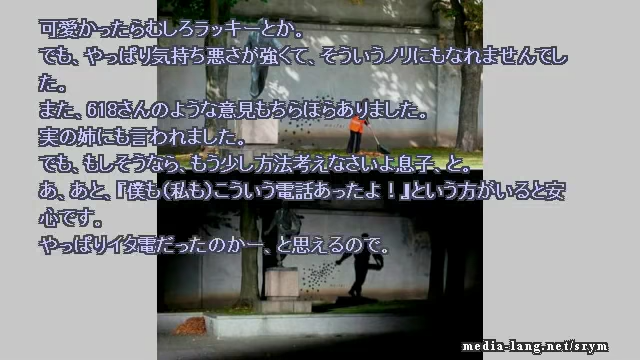 可愛かったらむしろラッキーとか。
でも、やっぱり気持ち悪さが強くて、そういうノリにもなれませんでし
た。
また、618さんのような意見もちらほらありました。
実の姉にも言われました。
でも、もしそうなら、もう少し方法考えなさいよ息子、と。
あ、あと、『僕も（私も）こういう電話あったよ！』という方がいると安
心です。
やっぱりイタ電だったのかー、と思えるので。
media-lang.net/srym